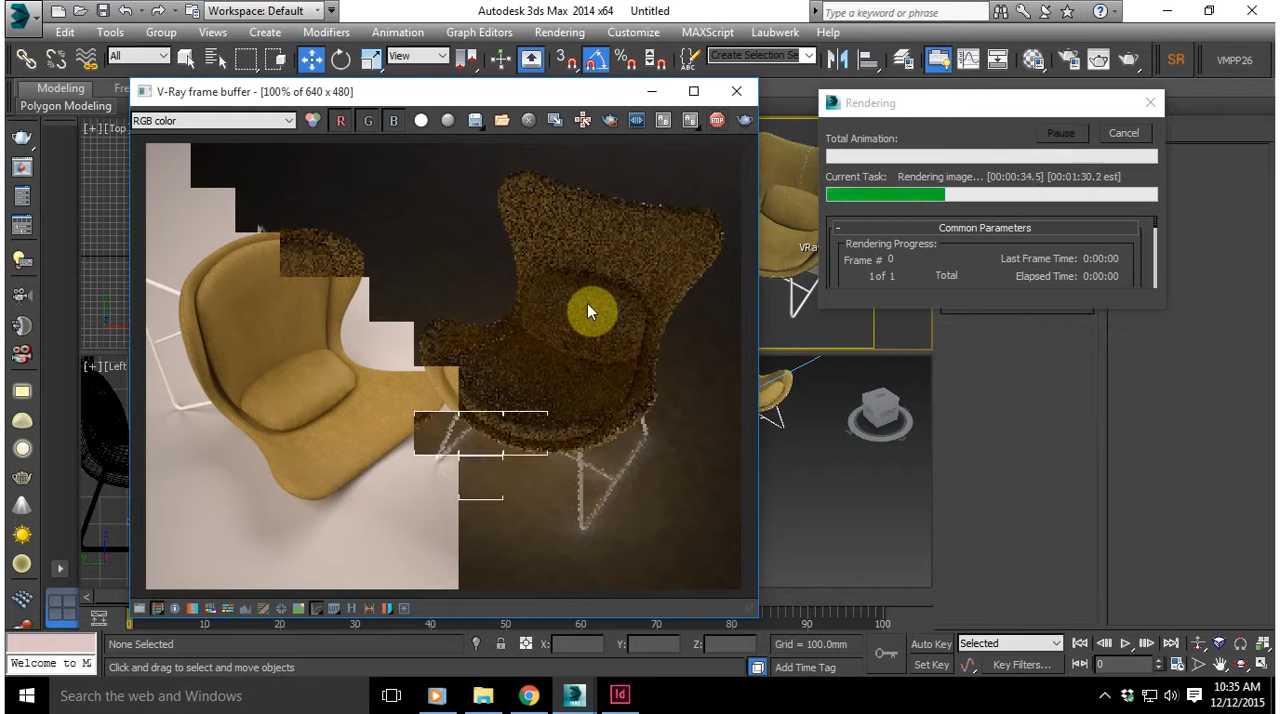 Workspace: Default
Autodesk 3ds Max 2014 x64 Untitled
Type a keyword or phrase
Edit Tools Group Views Create Modifiers Animation Graph Editors Rendering Customize MAXScript Laubwerk Help
All
View
3
Create Selection Se
SR
VMPP26
Modeling
Polygon Modeling
V-Ray frame buffer - [100% of 640 x 480]
RGB color
R G B
STOP
Rendering
Total Animation:
Pause
Cancel
Current Task: Rendering image... [00:00:34.5] [00:01:30.2 est]
- Common Parameters
Rendering Progress:
Frame # 0
Last Frame Time: 0:00:00
1 of 1 Total
Elapsed Time: 0:00:00
[+] [Top
[+] [Left
H
0 10 20 30 40 50 60 70 80 90 100
None Selected
X: Y: Z:
Grid = 100.0mm
Auto Key
Selected
Welcome to M
Click and drag to select and move objects
Add Time Tag
Set Key
Key Filters...
0
Search the web and Windows
Id
10:35 AM
12/12/2015